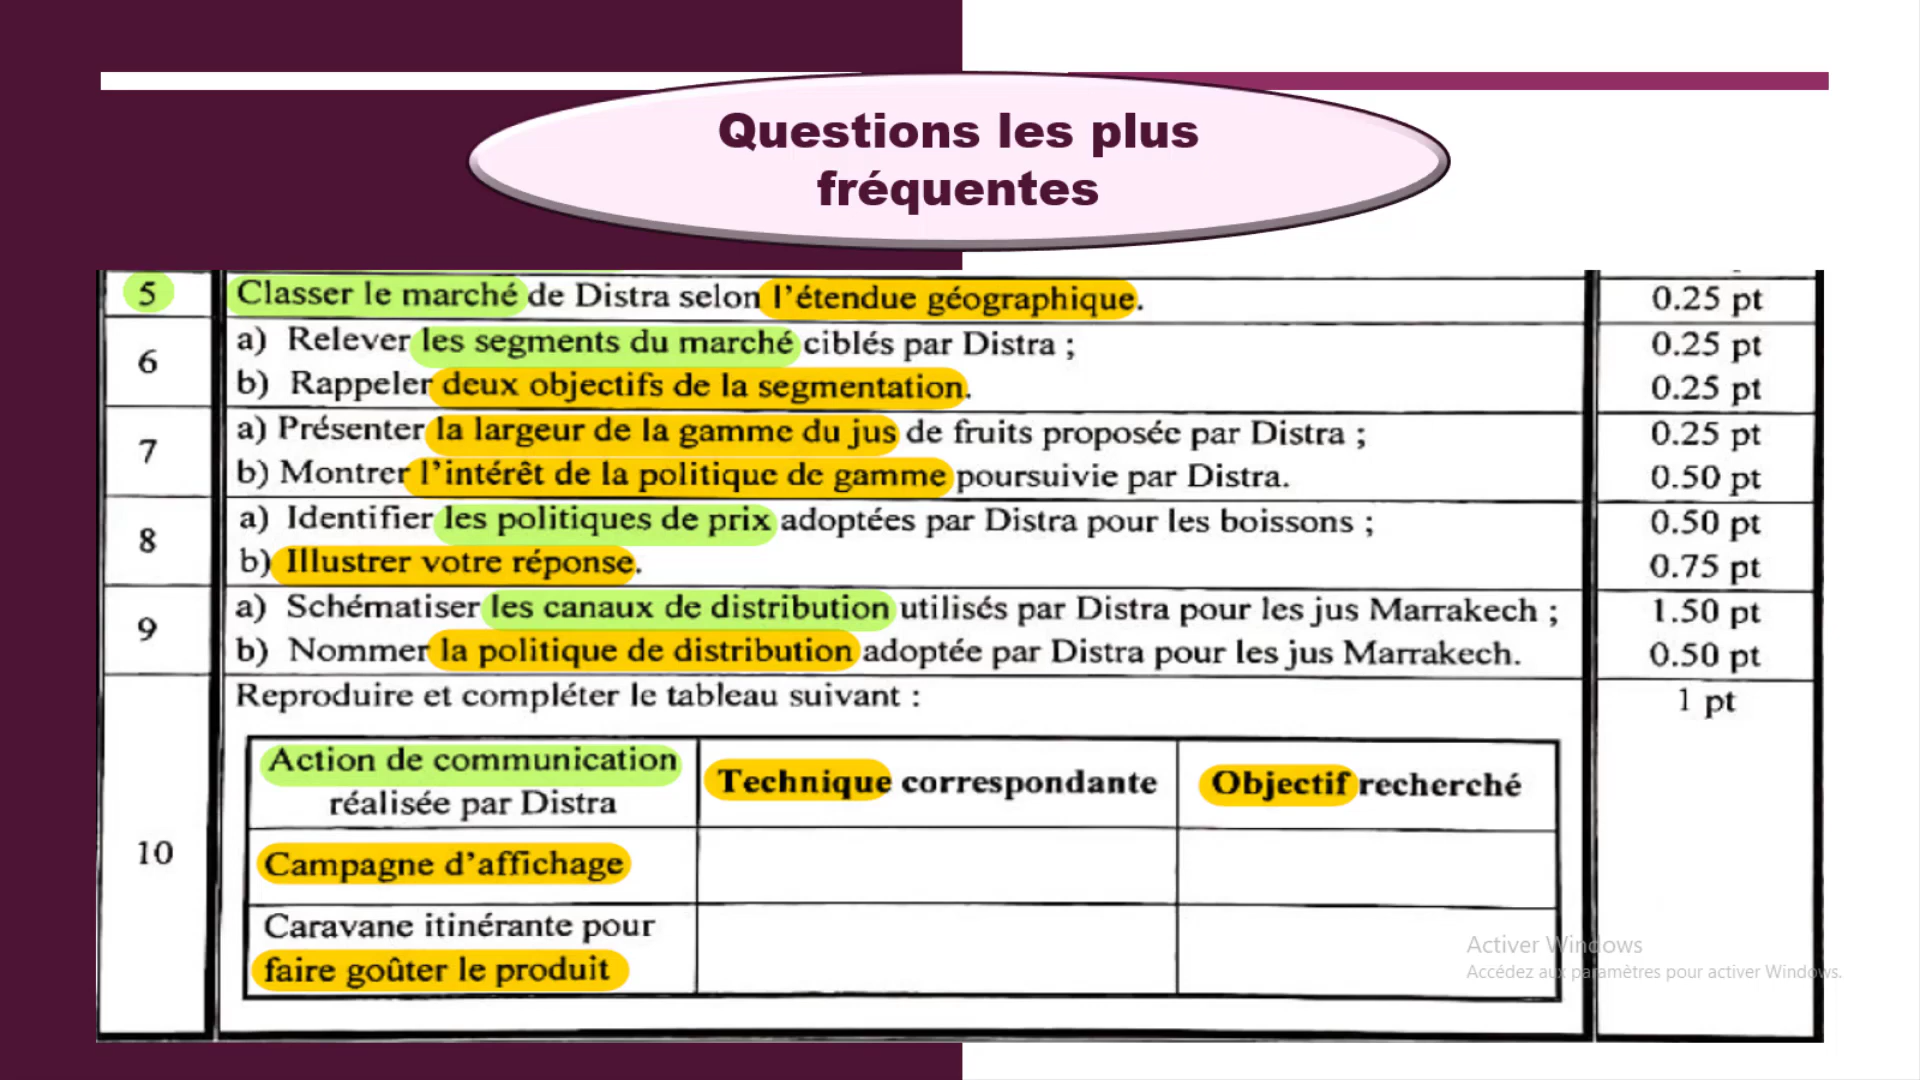 Questions les plus
fréquentes
5 Classer le marché de Distra selon l'étendue géographique. 0.25 pt
6 a) Relever les segments du marché ciblés par Distra ; 0.25 pt
b) Rappeler deux objectifs de la segmentation. 0.25 pt
7 a) Présenter la largeur de la gamme du jus de fruits proposée par Distra ; 0.25 pt
b) Montrer l'intérêt de la politique de gamme poursuivie par Distra. 0.50 pt
8 a) Identifier les politiques de prix adoptées par Distra pour les boissons ; 0.50 pt
b) Illustrer votre réponse. 0.75 pt
9 a) Schématiser les canaux de distribution utilisés par Distra pour les jus Marrakech ; 1.50 pt
b) Nommer la politique de distribution adoptée par Distra pour les jus Marrakech. 0.50 pt
10 Reproduire et compléter le tableau suivant : 1 pt
Action de communication
réalisée par Distra
Technique correspondante
Objectif recherché
Campagne d'affichage
Caravane itinérante pour
faire goûter le produit
Activer Windows
Accédez aux paramètres pour activer Windows.